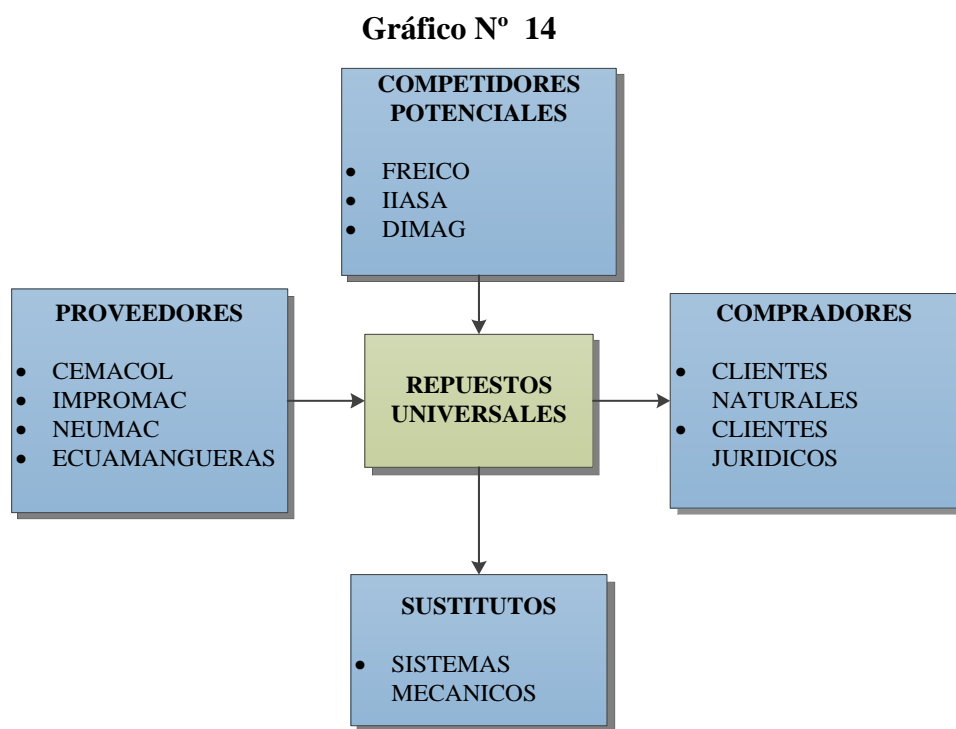 Gráfico Nº 14
COMPETIDORES
POTENCIALES
• FREICO
• IIASA
• DIMAG
PROVEEDORES
• CEMACOL
• IMPROMAC
• NEUMAC
• ECUAMANGUERAS
REPUESTOS
UNIVERSALES
COMPRADORES
• CLIENTES
NATURALES
• CLIENTES
JURIDICOS
SUSTITUTOS
• SISTEMAS
MECANICOS